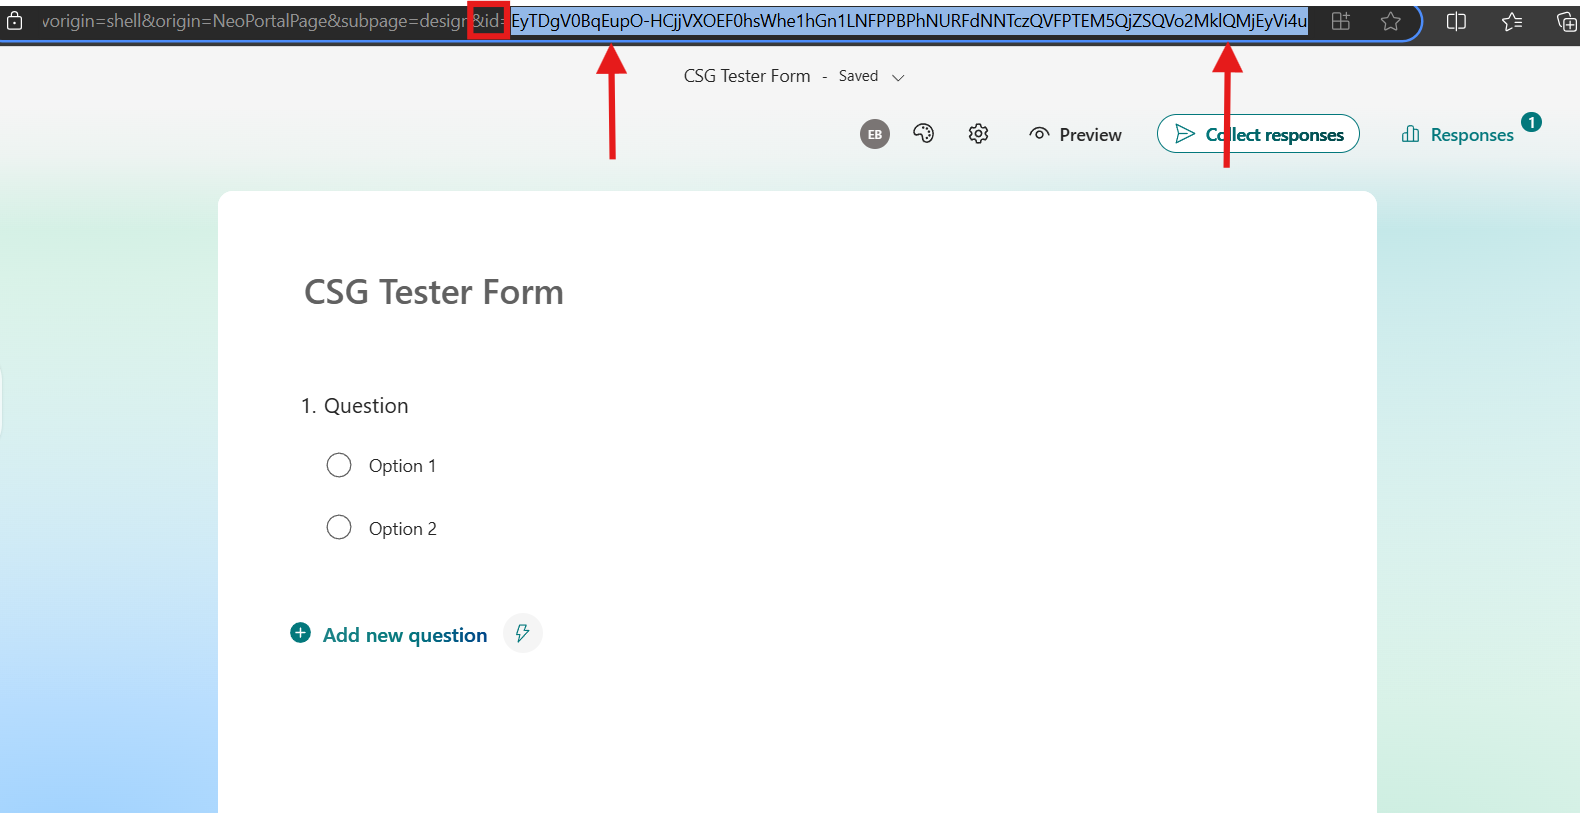 vorigin=shell&origin=NeoPortalPage&subpage=design&id=EyTDgV0BqEupO-HCjjVXOEF0hsWhe1hGn1LNFPPBPhNURFdNNTczQVFPTEM5QjZSQVo2MklQMjEyVi4u
CSG Tester Form - Saved
EB Preview Collect responses Responses 1
CSG Tester Form
1. Question
Option 1
Option 2
Add new question